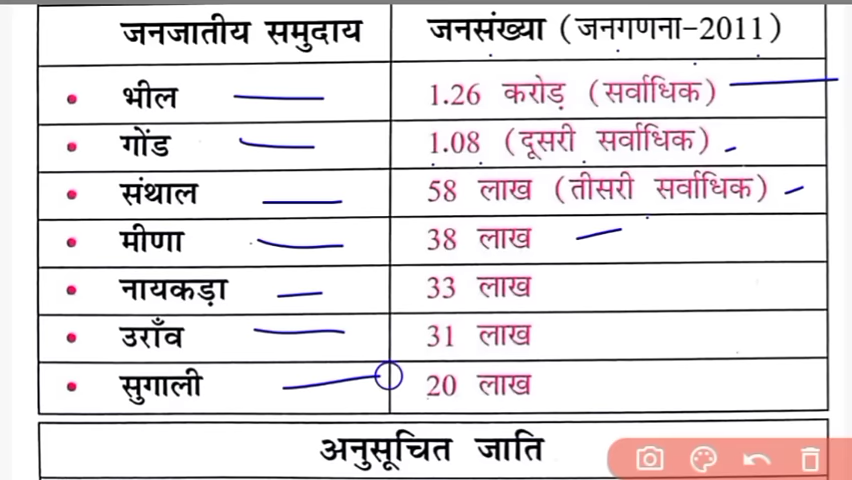 जनजातीय समुदाय जनसंख्या (जनगणना-2011)
• भील 1.26 करोड़ (सर्वाधिक)
• गोंड 1.08 (दूसरी सर्वाधिक)
• संथाल 58 लाख (तीसरी सर्वाधिक)
• मीणा 38 लाख
• नायकड़ा 33 लाख
• उराँव 31 लाख
• सुगाली 20 लाख
अनुसूचित जाति